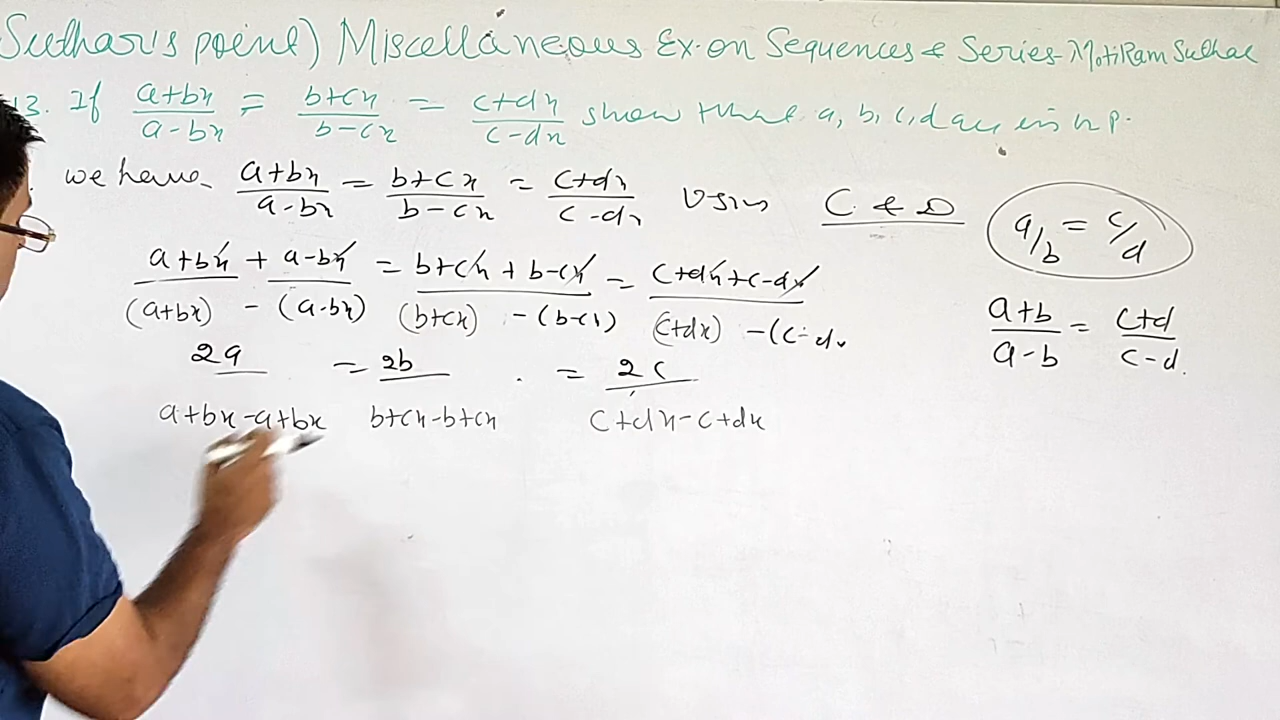 Suthar's point) Miscellaneous Ex. on Sequences & Series - MotiRam Suthar
13. If (a+bx)/(a-bx) = (b+cx)/(b-cx) = (c+dx)/(c-dx) show that a, b, c, d are in n p.
we have (a+bx)/(a-bx) = (b+cx)/(b-cx) = (c+dx)/(c-dx) Using C & D a/b = c/d
(a+bx + a-bx)/((a+bx) - (a-bx)) = (b+cx + b-cx)/((b+cx) - (b-c)) = (c+dx+c-dx)/((c+dx) - (c-dx (a+b)/(a-b) = (c+d)/(c-d).
2a/(a+bx-a+bx) = 2b/(b+cx-b+cx) = 2c/(c+dx-c+dx)